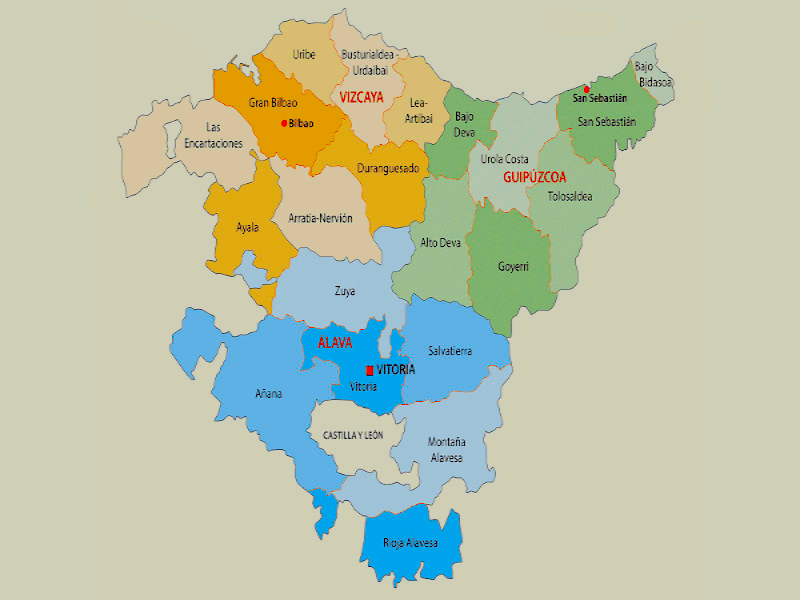 Uribe
Busturialdea -
Urdaibai
Bajo
Bidasoa
VIZCAYA
Gran Bilbao
Lea-
Artibai
San Sebastián
Bajo
Deva
Bilbao
San Sebastián
Las
Encartaciones
Urola Costa
Duranguesado
GUIPÚZCOA
Tolosaldea
Arratia-Nervión
Ayala
Alto Deva
Goyerri
Zuya
ALAVA
Salvatierra
VITORIA
Vitoria
Añana
CASTILLA Y LEÓN
Montaña
Alavesa
Rioja Alavesa